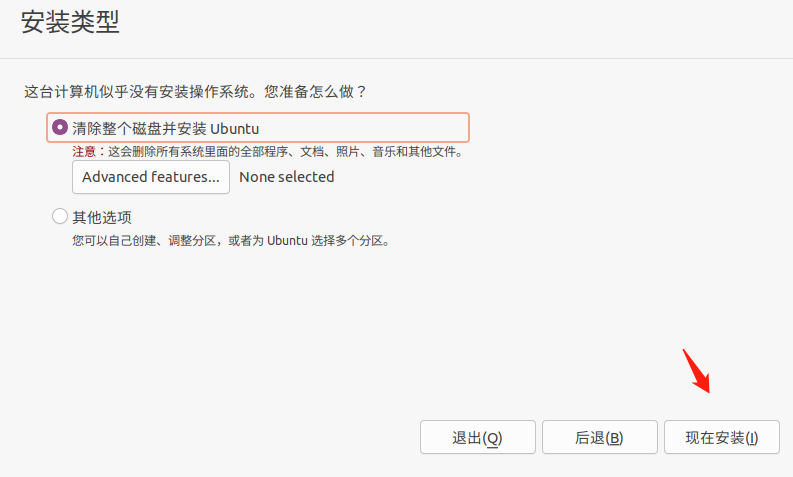 安装类型
这台计算机似乎没有安装操作系统。您准备怎么做？
清除整个磁盘并安装 Ubuntu
注意：这会删除所有系统里面的全部程序、文档、照片、音乐和其他文件。
Advanced features... None selected
其他选项
您可以自己创建、调整分区，或者为 Ubuntu 选择多个分区。
退出(Q) 后退(B) 现在安装(I)